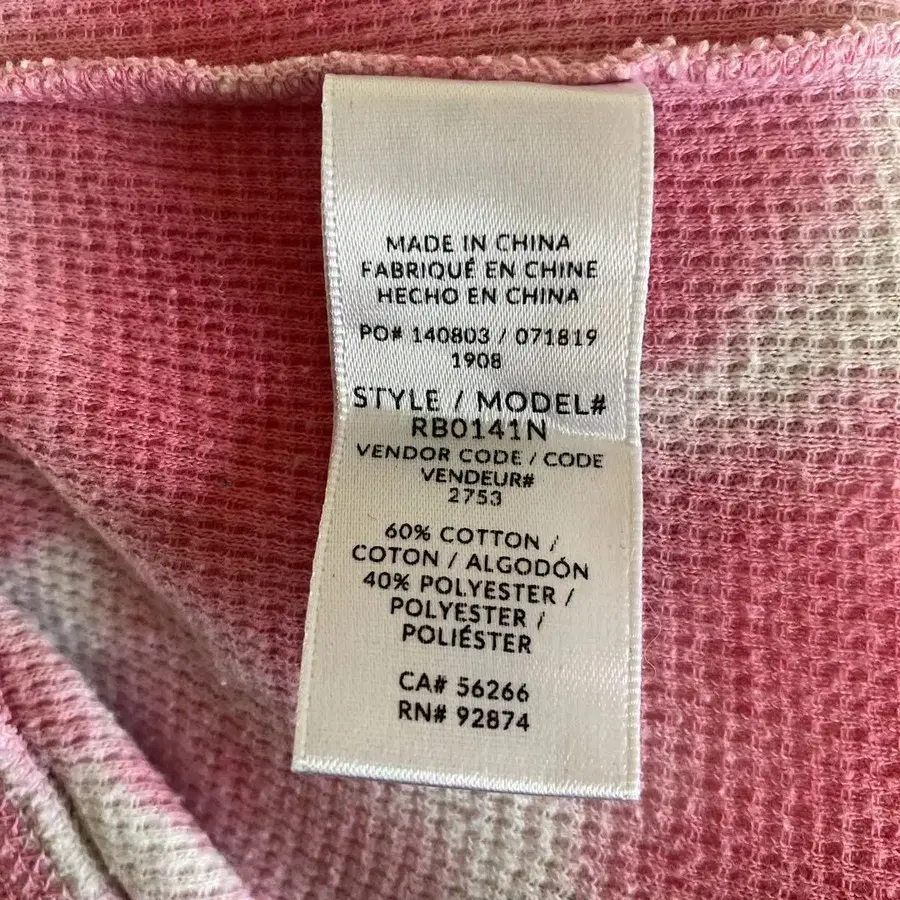 MADE IN CHINA
FABRIQUÉ EN CHINE
HECHO EN CHINA
PO# 140803 / 071819
1908
STYLE / MODEL#
RB0141N
VENDOR CODE / CODE
VENDEUR#
2753
60% COTTON /
COTON / ALGODÓN
40% POLYESTER /
POLYESTER /
POLIÉSTER
CA# 56266
RN# 92874